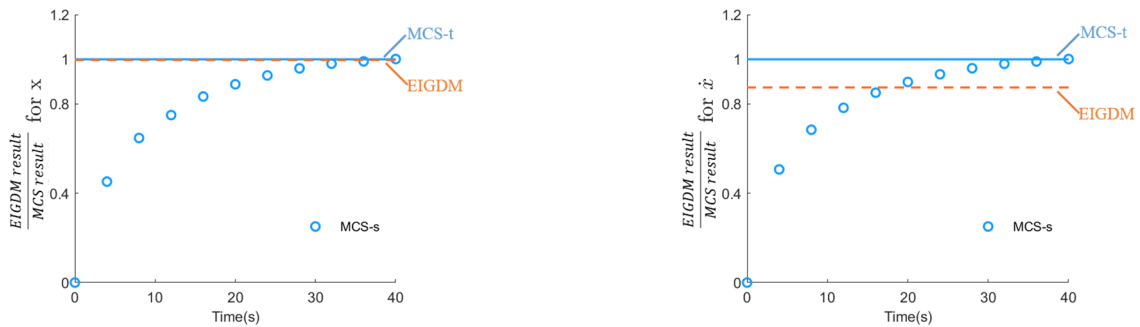 1.2
1
0.8
0.4
0
0
10
20
30
40
Time(s)
EIGDM result
MCS result
for x
MCS-t
EIGDM
MCS-s
1.2
1
0.8
0.4
0
0
10
20
30
40
Time(s)
EIGDM result
MCS result
for ẋ
MCS-t
EIGDM
MCS-s